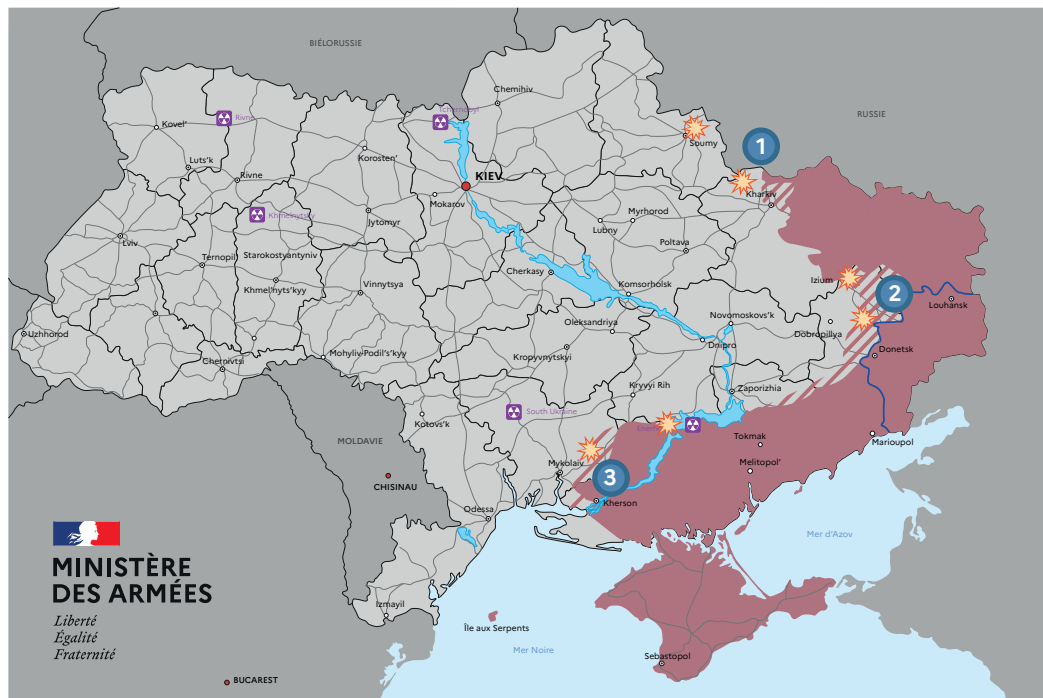 BIÉLORUSSIE
RUSSIE
Chernihiv
Tchernobyl
Rivne
Kovel'
Soumy
1
Korosten'
Luts'k
Rivne
KIEV
Kharkiv
Mokarov
Myrhorod
Khmelnytsky
Jytomyr
Lubny
Lviv
Poltava
Ternopil
Starokostyantyniv
Cherkasy
Izium
2
Khmel'nyts'kyy
Vinnytsya
Komsorholsk
Louhansk
Oleksandriya
Novomoskovs'k
Uzhhorod
Dobropillya
Mohyliv-Podil's'kyy
Dnipro
Chernivtsi
Kropyvnytskyi
Donetsk
Kryvyi Rih
Zaporizhia
South Ukraine
Kotovs'k
MOLDAVIE
Tokmak
Marioupol
Mykolaiv
Melitopol'
3
CHISINAU
Kherson
Odessa
MINISTÈRE
DES ARMÉES
Mer d'Azov
Liberté
Égalité
Fraternité
Izmayil
Île aux Serpents
Mer Noire
Sebastopol
BUCAREST